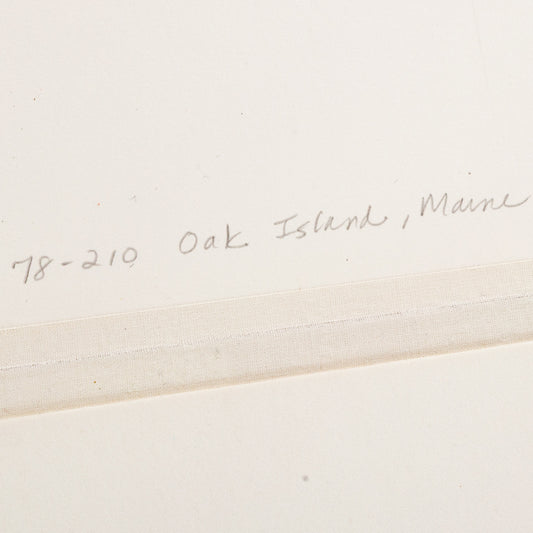 78-210 Oak Island, Maine